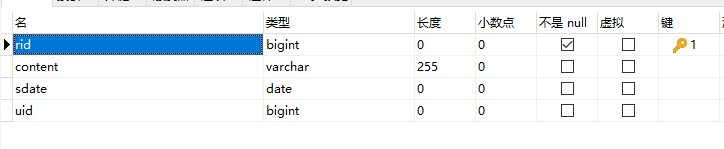 名 类型 长度 小数点 不是 null 虚拟 键
rid bigint 0 0 1
content varchar 255 0
sdate date 0 0
uid bigint 0 0